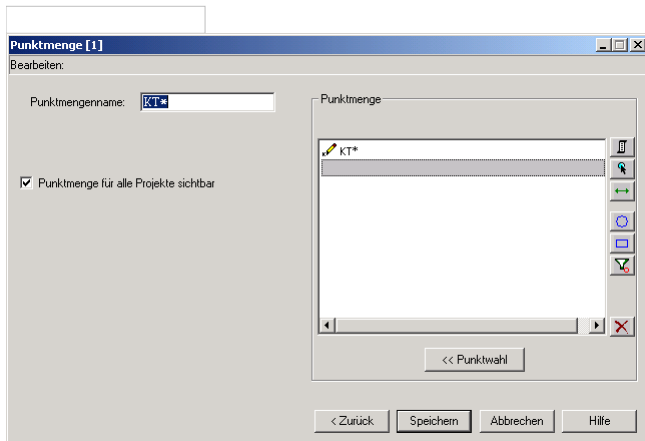 Punktmenge [1]
Bearbeiten:
Punktmengenname: KT*
Punktmenge für alle Projekte sichtbar
Punktmenge
KT*
<< Punktwahl
< Zurück Speichern Abbrechen Hilfe